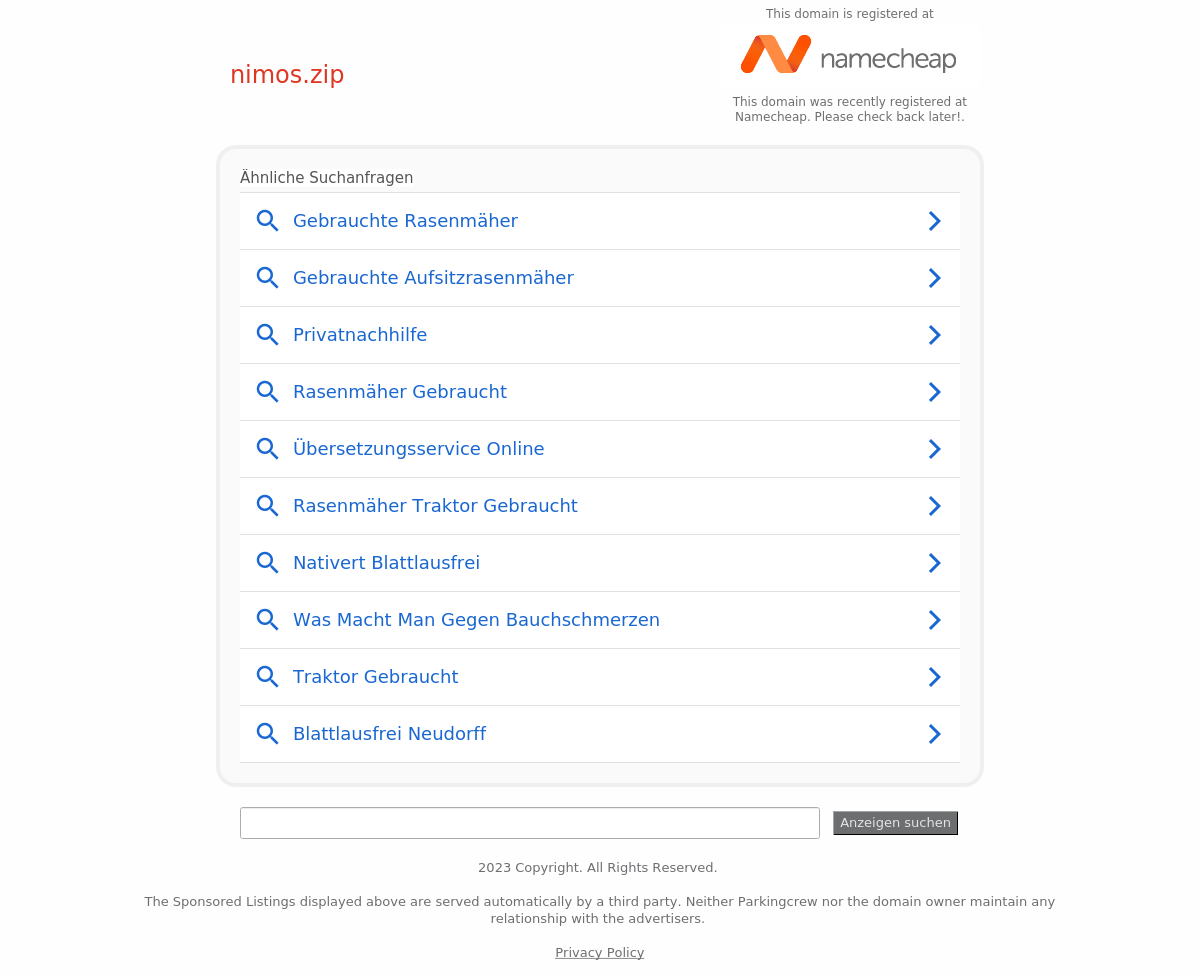 This domain is registered at
namecheap
nimos.zip
This domain was recently registered at
Namecheap. Please check back later!.
Ähnliche Suchanfragen
Gebrauchte Rasenmäher
Gebrauchte Aufsitzrasenmäher
Privatnachhilfe
Rasenmäher Gebraucht
Übersetzungsservice Online
Rasenmäher Traktor Gebraucht
Nativert Blattlausfrei
Was Macht Man Gegen Bauchschmerzen
Traktor Gebraucht
Blattlausfrei Neudorff
Anzeigen suchen
2023 Copyright. All Rights Reserved.
The Sponsored Listings displayed above are served automatically by a third party. Neither Parkingcrew nor the domain owner maintain any
relationship with the advertisers.
Privacy Policy